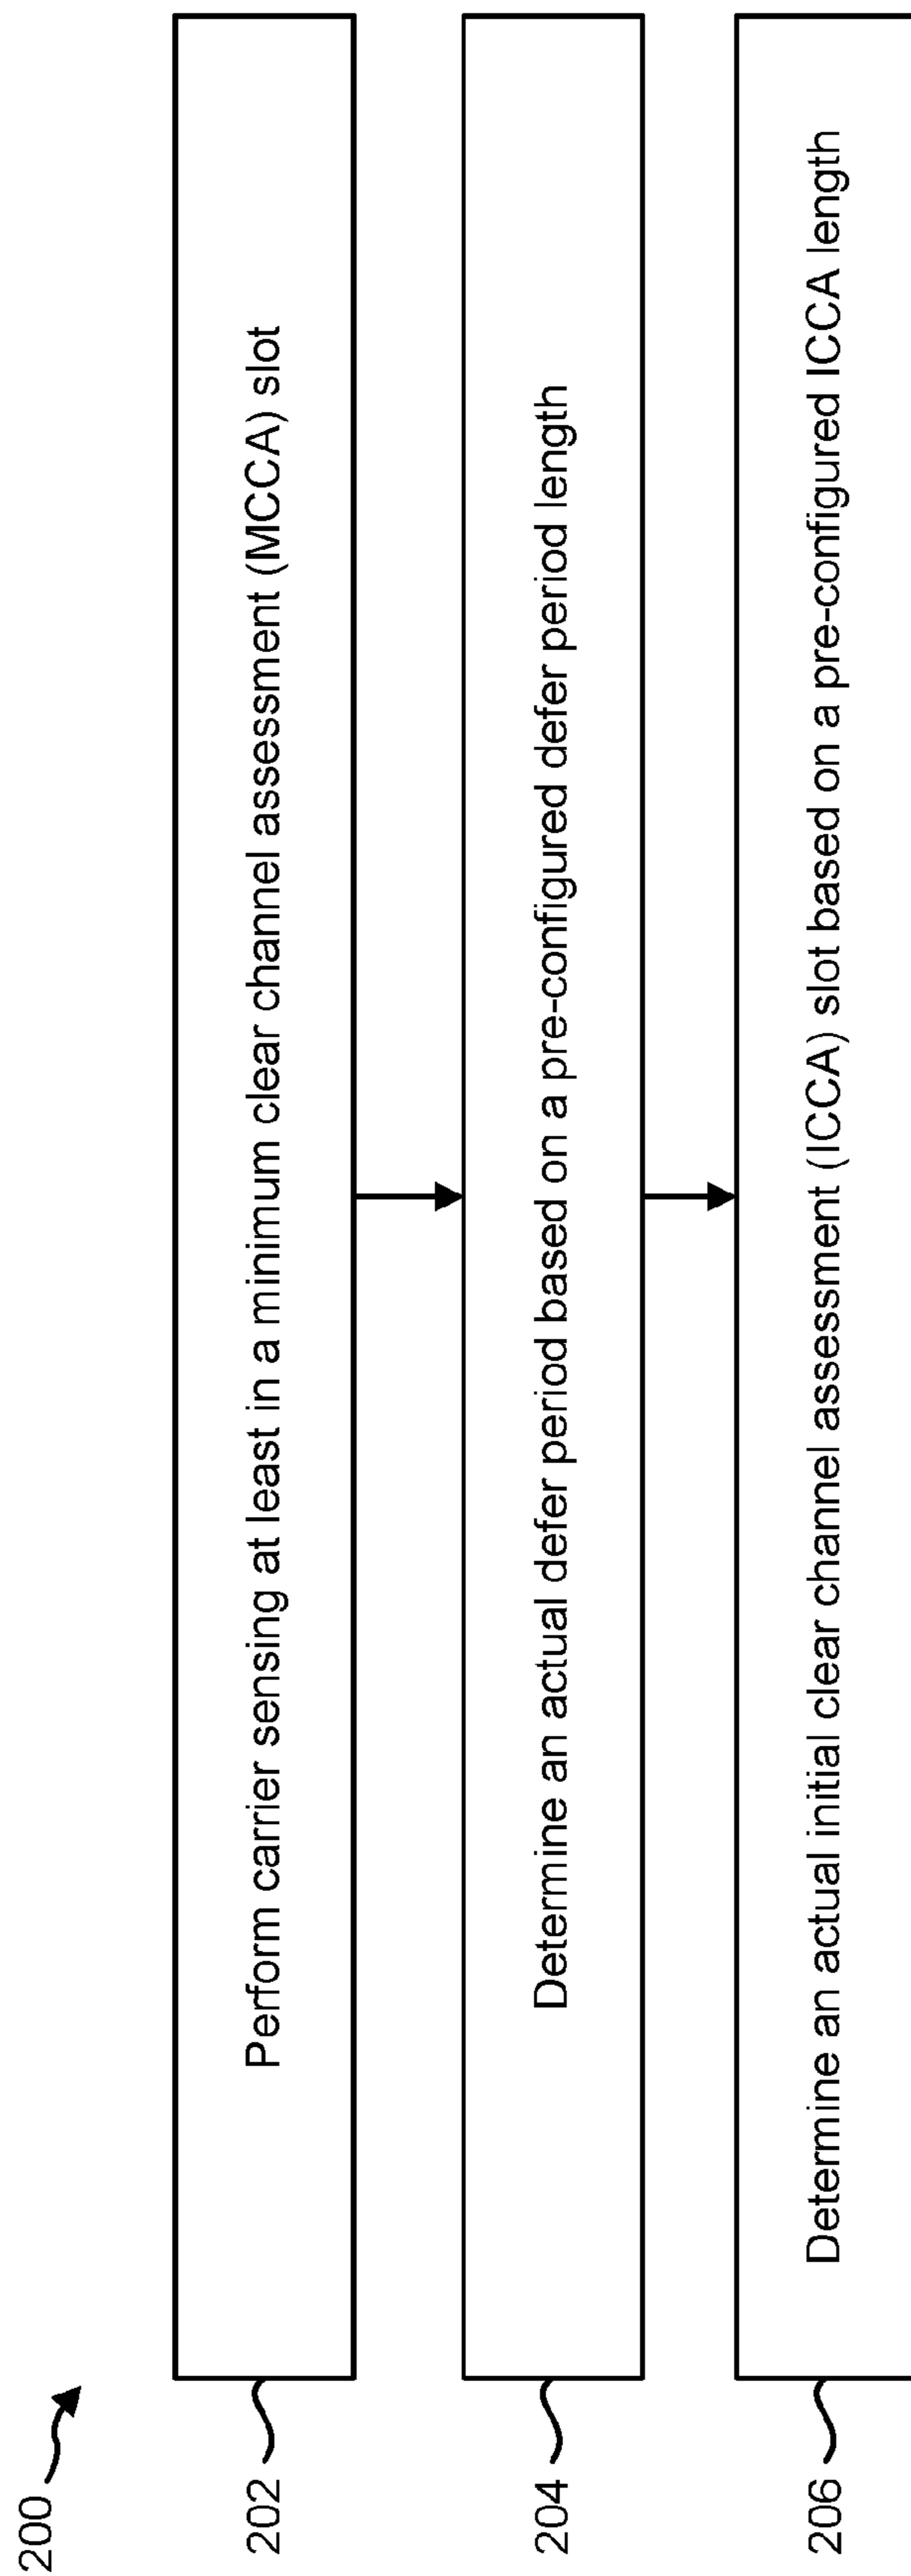 200
202
Perform carrier sensing at least in a minimum clear channel assessment (MCCA) slot
204
Determine an actual defer period based on a pre-configured defer period length
206
Determine an actual initial clear channel assessment (ICCA) slot based on a pre-configured ICCA length